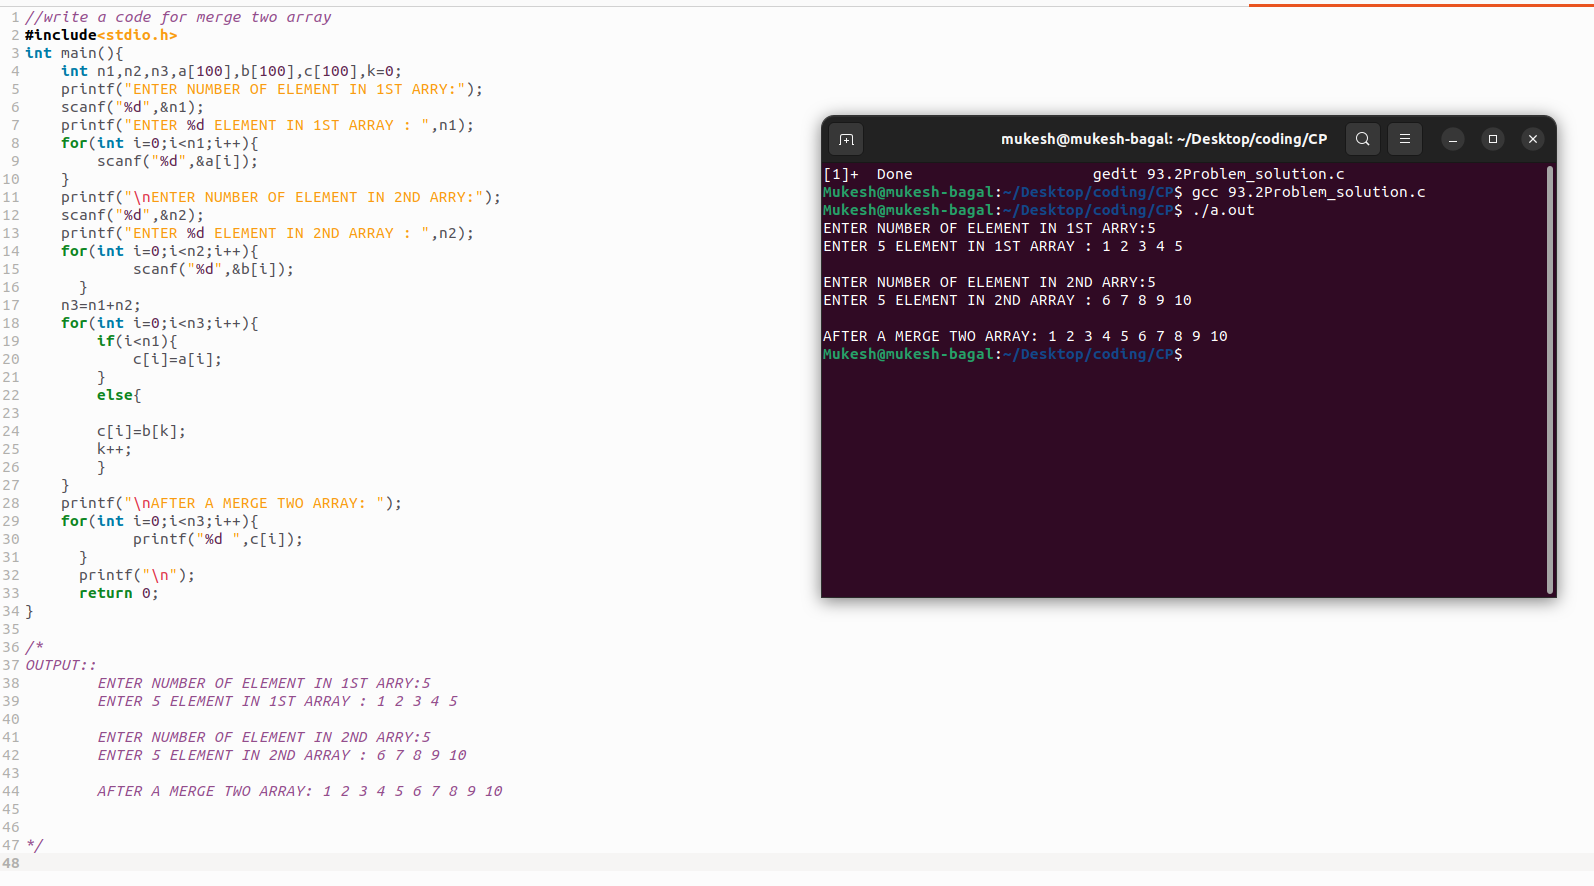 1 //write a code for merge two array
2 #include<stdio.h>
3 int main(){
4     int n1,n2,n3,a[100],b[100],c[100],k=0;
5     printf("ENTER NUMBER OF ELEMENT IN 1ST ARRY:");
6     scanf("%d",&n1);
7     printf("ENTER %d ELEMENT IN 1ST ARRAY : ",n1);
8     for(int i=0;i<n1;i++){
9         scanf("%d",&a[i]);
10     }
11     printf("\nENTER NUMBER OF ELEMENT IN 2ND ARRY:");
12     scanf("%d",&n2);
13     printf("ENTER %d ELEMENT IN 2ND ARRAY : ",n2);
14     for(int i=0;i<n2;i++){
15             scanf("%d",&b[i]);
16       }
17     n3=n1+n2;
18     for(int i=0;i<n3;i++){
19         if(i<n1){
20             c[i]=a[i];
21         }
22         else{
23
24         c[i]=b[k];
25         k++;
26         }
27     }
28     printf("\nAFTER A MERGE TWO ARRAY: ");
29     for(int i=0;i<n3;i++){
30             printf("%d ",c[i]);
31       }
32       printf("\n");
33       return 0;
34 }
35
36 /*
37 OUTPUT::
38         ENTER NUMBER OF ELEMENT IN 1ST ARRY:5
39         ENTER 5 ELEMENT IN 1ST ARRAY : 1 2 3 4 5
40
41         ENTER NUMBER OF ELEMENT IN 2ND ARRY:5
42         ENTER 5 ELEMENT IN 2ND ARRAY : 6 7 8 9 10
43
44         AFTER A MERGE TWO ARRAY: 1 2 3 4 5 6 7 8 9 10
45
46
47 */
48
mukesh@mukesh-bagal: ~/Desktop/coding/CP
[1]+  Done                    gedit 93.2Problem_solution.c
Mukesh@mukesh-bagal:~/Desktop/coding/CP$ gcc 93.2Problem_solution.c
Mukesh@mukesh-bagal:~/Desktop/coding/CP$ ./a.out
ENTER NUMBER OF ELEMENT IN 1ST ARRY:5
ENTER 5 ELEMENT IN 1ST ARRAY : 1 2 3 4 5
ENTER NUMBER OF ELEMENT IN 2ND ARRY:5
ENTER 5 ELEMENT IN 2ND ARRAY : 6 7 8 9 10
AFTER A MERGE TWO ARRAY: 1 2 3 4 5 6 7 8 9 10
Mukesh@mukesh-bagal:~/Desktop/coding/CP$